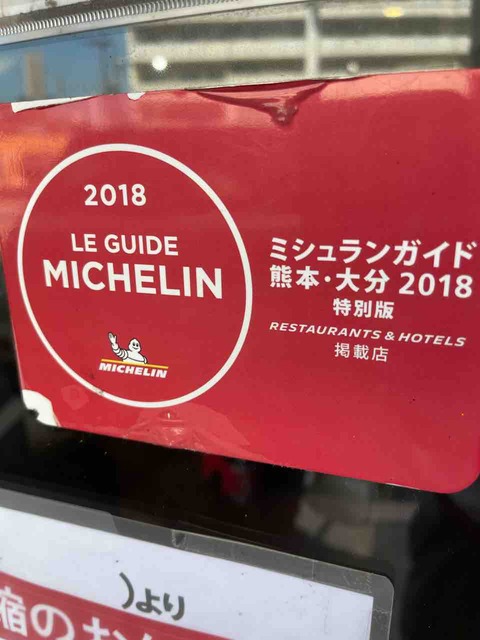 2018
LE GUIDE
MICHELIN
MICHELIN
ミシュランガイド
熊本・大分 2018
特別版
RESTAURANTS & HOTELS
掲載店
)より
宿のお